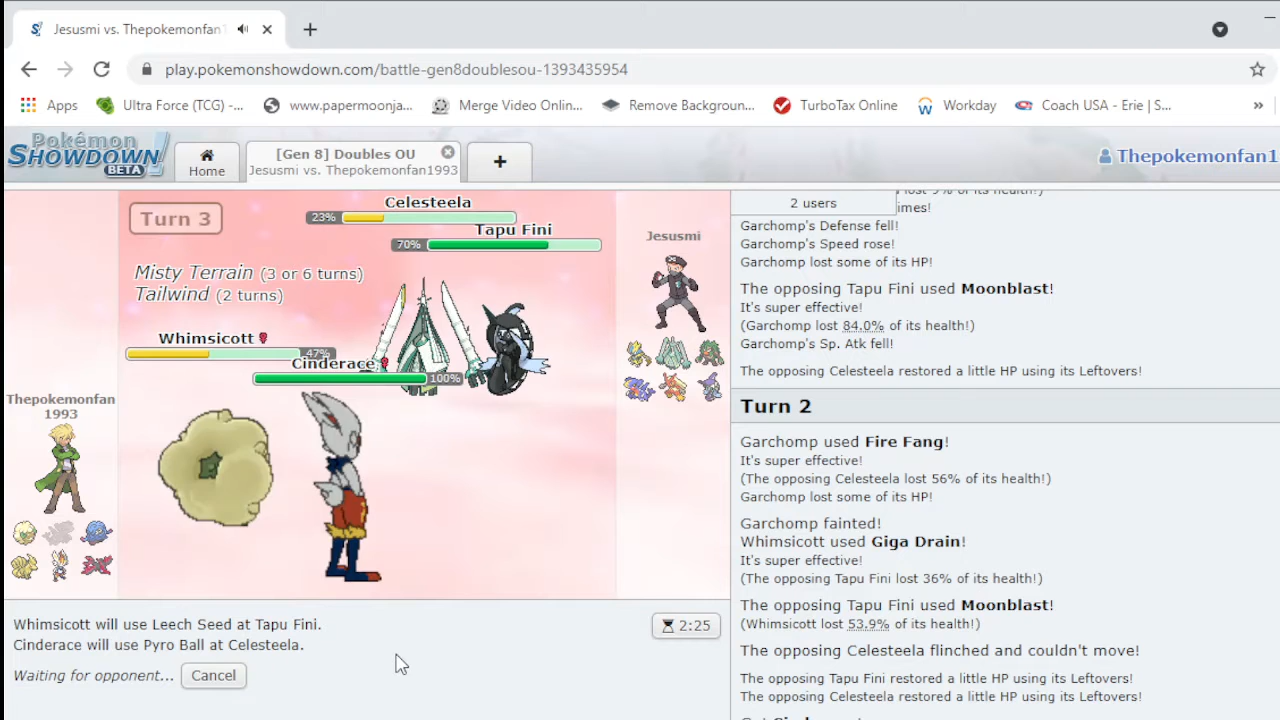 Jesusmi vs. Thepokemonfan1
play.pokemonshowdown.com/battle-gen8doublesou-1393435954
Apps
Ultra Force (TCG) -...
www.papermoonja...
Merge Video Onlin...
Remove Backgroun...
TurboTax Online
Workday
Coach USA - Erie | S...
»
Pokémon
SHOWDOWN!
BETA
Home
[Gen 8] Doubles OU
Jesusmi vs. Thepokemonfan1993
Thepokemonfan1
Turn 3
Celesteela
23%
Tapu Fini
70%
Misty Terrain (3 or 6 turns)
Tailwind (2 turns)
Whimsicott
47%
Cinderace
100%
Jesusmi
Thepokemonfan
1993
2 users
lost 9% of its health!)
imes!
Garchomp's Defense fell!
Garchomp's Speed rose!
Garchomp lost some of its HP!
The opposing Tapu Fini used Moonblast!
It's super effective!
(Garchomp lost 84.0% of its health!)
Garchomp's Sp. Atk fell!
The opposing Celesteela restored a little HP using its Leftovers!
Turn 2
Garchomp used Fire Fang!
It's super effective!
(The opposing Celesteela lost 56% of its health!)
Garchomp lost some of its HP!
Garchomp fainted!
Whimsicott used Giga Drain!
It's super effective!
(The opposing Tapu Fini lost 36% of its health!)
The opposing Tapu Fini used Moonblast!
(Whimsicott lost 53.9% of its health!)
The opposing Celesteela flinched and couldn't move!
The opposing Tapu Fini restored a little HP using its Leftovers!
The opposing Celesteela restored a little HP using its Leftovers!
Whimsicott will use Leech Seed at Tapu Fini.
Cinderace will use Pyro Ball at Celesteela.
Waiting for opponent... Cancel
2:25